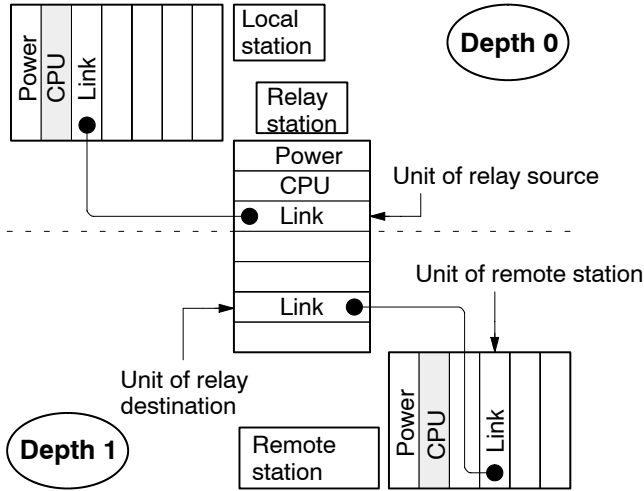 Local
station
Depth 0
Power
CPU
Link
Relay
station
Power
CPU
Link
Unit of relay source
Unit of remote station
Link
Unit of relay
destination
Power
CPU
Link
Depth 1
Remote
station